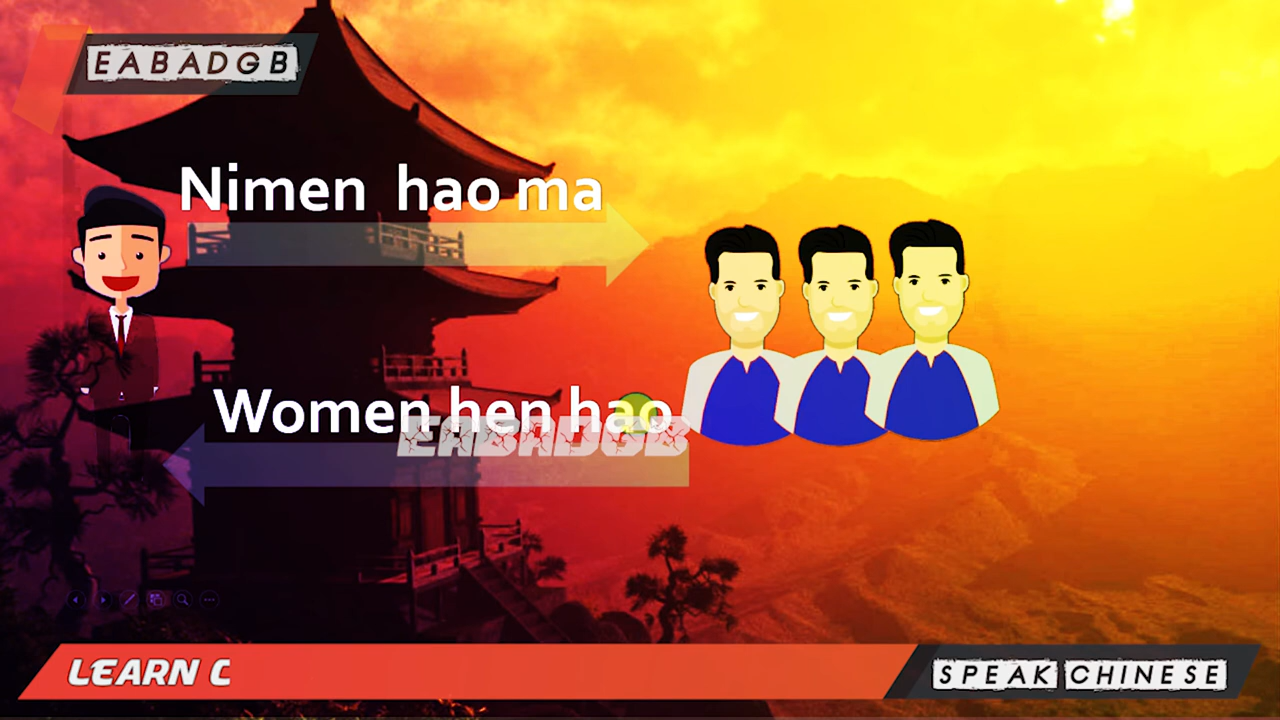 EABADGB
Nimen hao ma
Women hen hao
EABADGB
LEARN C
SPEAK CHINESE